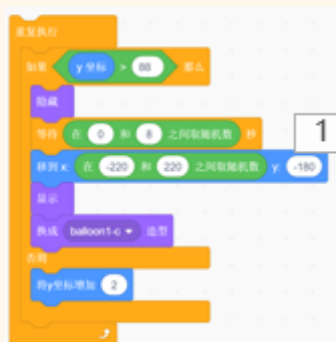 重复执行
如果 y 坐标 > 88 那么
隐藏
等待 在 0 和 8 之间取随机数 秒
1
移到 x: 在 -220 和 220 之间取随机数 y: -180
显示
换成 balloon1-c 造型
否则
将y坐标增加 2